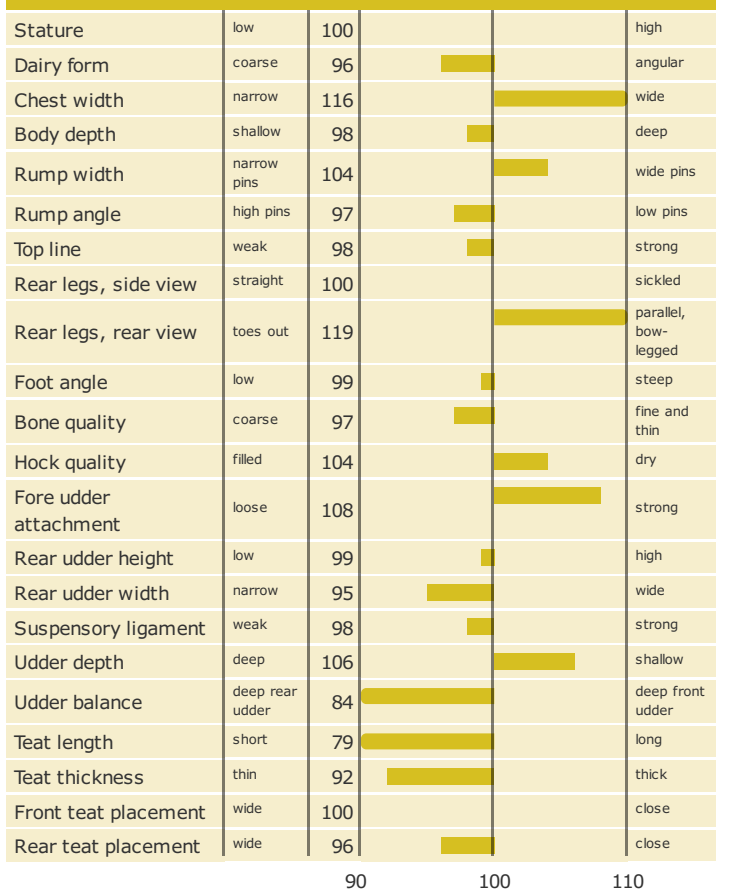 Stature low 100 high
Dairy form coarse 96 angular
Chest width narrow 116 wide
Body depth shallow 98 deep
Rump width narrow pins 104 wide pins
Rump angle high pins 97 low pins
Top line weak 98 strong
Rear legs, side view straight 100 sickled
Rear legs, rear view toes out 119 parallel, bow-legged
Foot angle low 99 steep
Bone quality coarse 97 fine and thin
Hock quality filled 104 dry
Fore udder attachment loose 108 strong
Rear udder height low 99 high
Rear udder width narrow 95 wide
Suspensory ligament weak 98 strong
Udder depth deep 106 shallow
Udder balance deep rear udder 84 deep front udder
Teat length short 79 long
Teat thickness thin 92 thick
Front teat placement wide 100 close
Rear teat placement wide 96 close
90 100 110